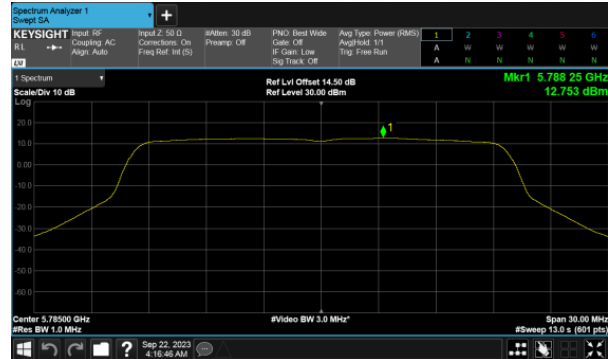 Spectrum Analyzer 1
Swept SA
+
KEYSIGHT Input: RF Input Z: 50 Ω #Atten: 30 dB PNO: Best Wide Avg Type: Power (RMS) 1 2 3 4 5 6
RL Coupling: AC Corrections: On Preamp: Off Gate: Off Avg|Hold: 1/1 A W W W W W
Align: Auto Freq Ref: Int (S) IF Gain: Low Trig: Free Run
LXI Sig Track: Off A N N N N N
1 Spectrum Ref Lvl Offset 14.50 dB Mkr1 5.788 25 GHz
Scale/Div 10 dB Ref Level 30.00 dBm 12.753 dBm
Log
20.0
10.0
1
0.00
-10.0
-20.0
-30.0
-40.0
-50.0
-60.0
Center 5.78500 GHz #Video BW 3.0 MHz* Span 30.00 MHz
#Res BW 1.0 MHz #Sweep 13.0 s (601 pts)
? Sep 22, 2023
4:16:46 AM